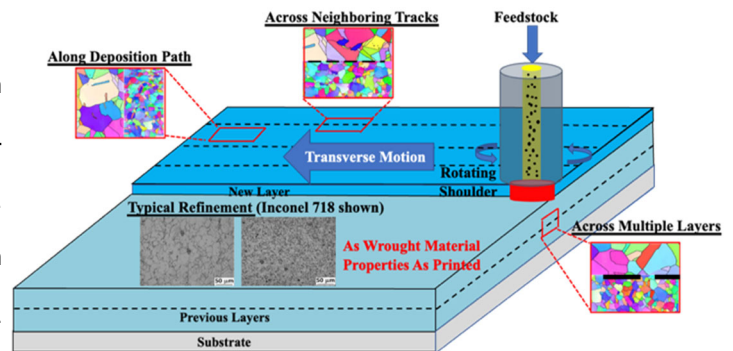 Across Neighboring Tracks
Feedstock
Along Deposition Path
Transverse Motion
Rotating
Shoulder
New Layer
Typical Refinement (Inconel 718 shown)
Across Multiple Layers
As Wrought Material
Properties As Printed
50 μm
50 μm
Previous Layers
Substrate